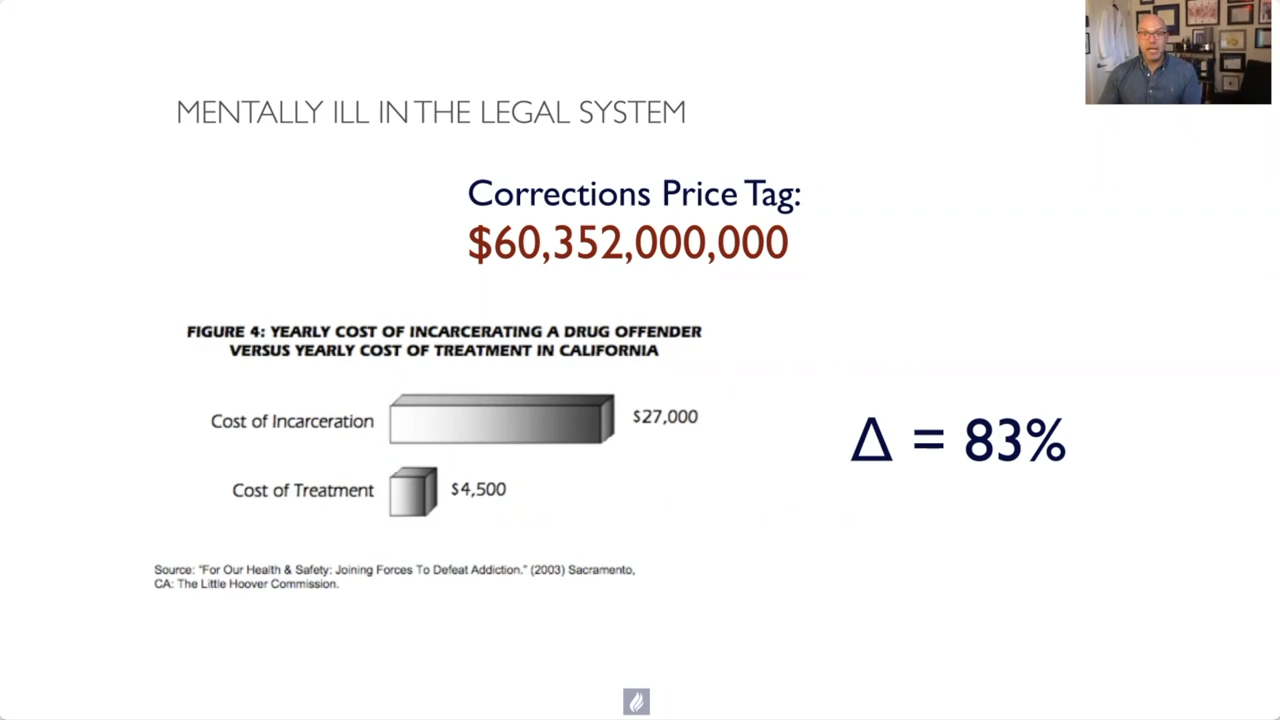 MENTALLY ILL IN THE LEGAL SYSTEM
Corrections Price Tag:
$60,352,000,000
FIGURE 4: YEARLY COST OF INCARCERATING A DRUG OFFENDER
VERSUS YEARLY COST OF TREATMENT IN CALIFORNIA
Cost of Incarceration $27,000
Cost of Treatment $4,500
Δ = 83%
Source: "For Our Health & Safety: Joining Forces To Defeat Addiction." (2003) Sacramento,
CA: The Little Hoover Commission.